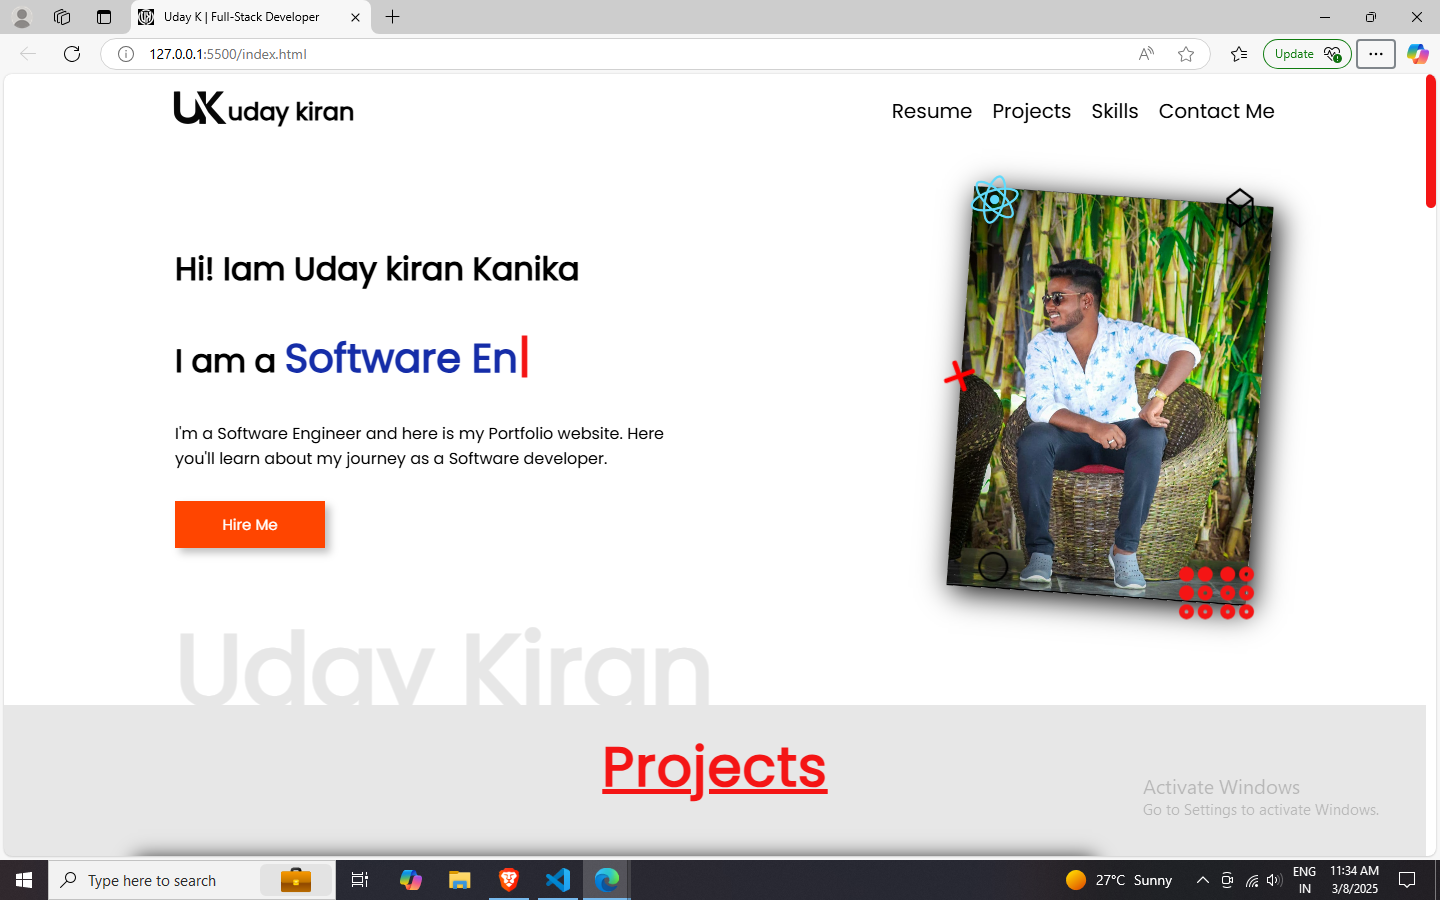 Uday K | Full-Stack Developer
127.0.0.1:5500/index.html
Update
UK uday kiran
Resume Projects Skills Contact Me
Hi! Iam Uday kiran Kanika
I am a Software En
I'm a Software Engineer and here is my Portfolio website. Here
you'll learn about my journey as a Software developer.
Hire Me
Uday Kiran
Projects
Activate Windows
Go to Settings to activate Windows.
Type here to search
27°C Sunny
ENG
IN
11:34 AM
3/8/2025